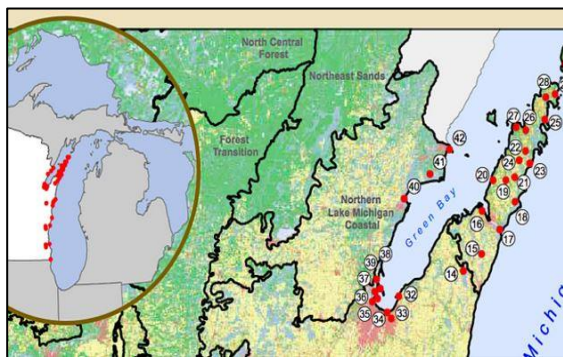 North Central
Forest
Northeast Sands
Forest
Transition
Northern
Lake Michigan
Coastal
Green Bay
Michig
28
27
26
25
42
22
24
23
41
20
19
21
40
18
16
17
39
38
15
37
14
36
32
35
34
33